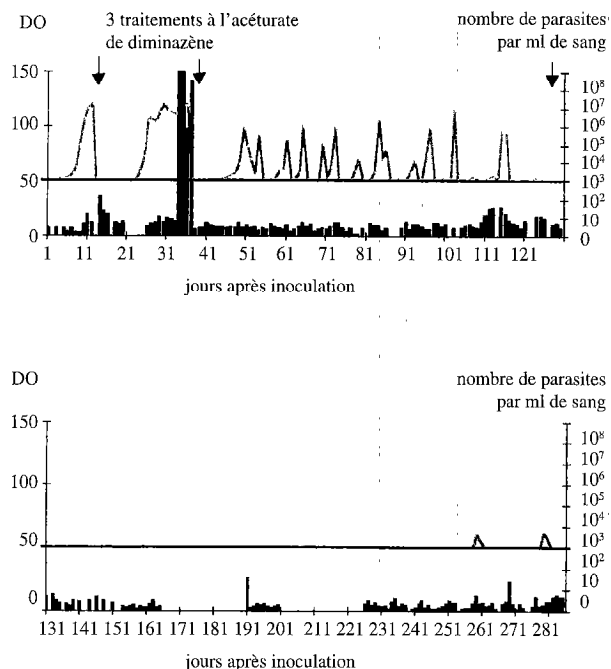 DO
3 traitements à l'acéturate
de diminazène
nombre de parasites
par ml de sang
150
100
50
0
10⁸
10⁷
10⁶
10⁵
10⁴
10³
10²
10
0
1 11 21 31 41 51 61 71 81 91 101 111 121
jours après inoculation
DO
nombre de parasites
par ml de sang
150
100
50
0
10⁸
10⁷
10⁶
10⁵
10⁴
10³
10²
10
0
131 141 151 161 171 181 191 201 211 221 231 241 251 261 271 281
jours après inoculation